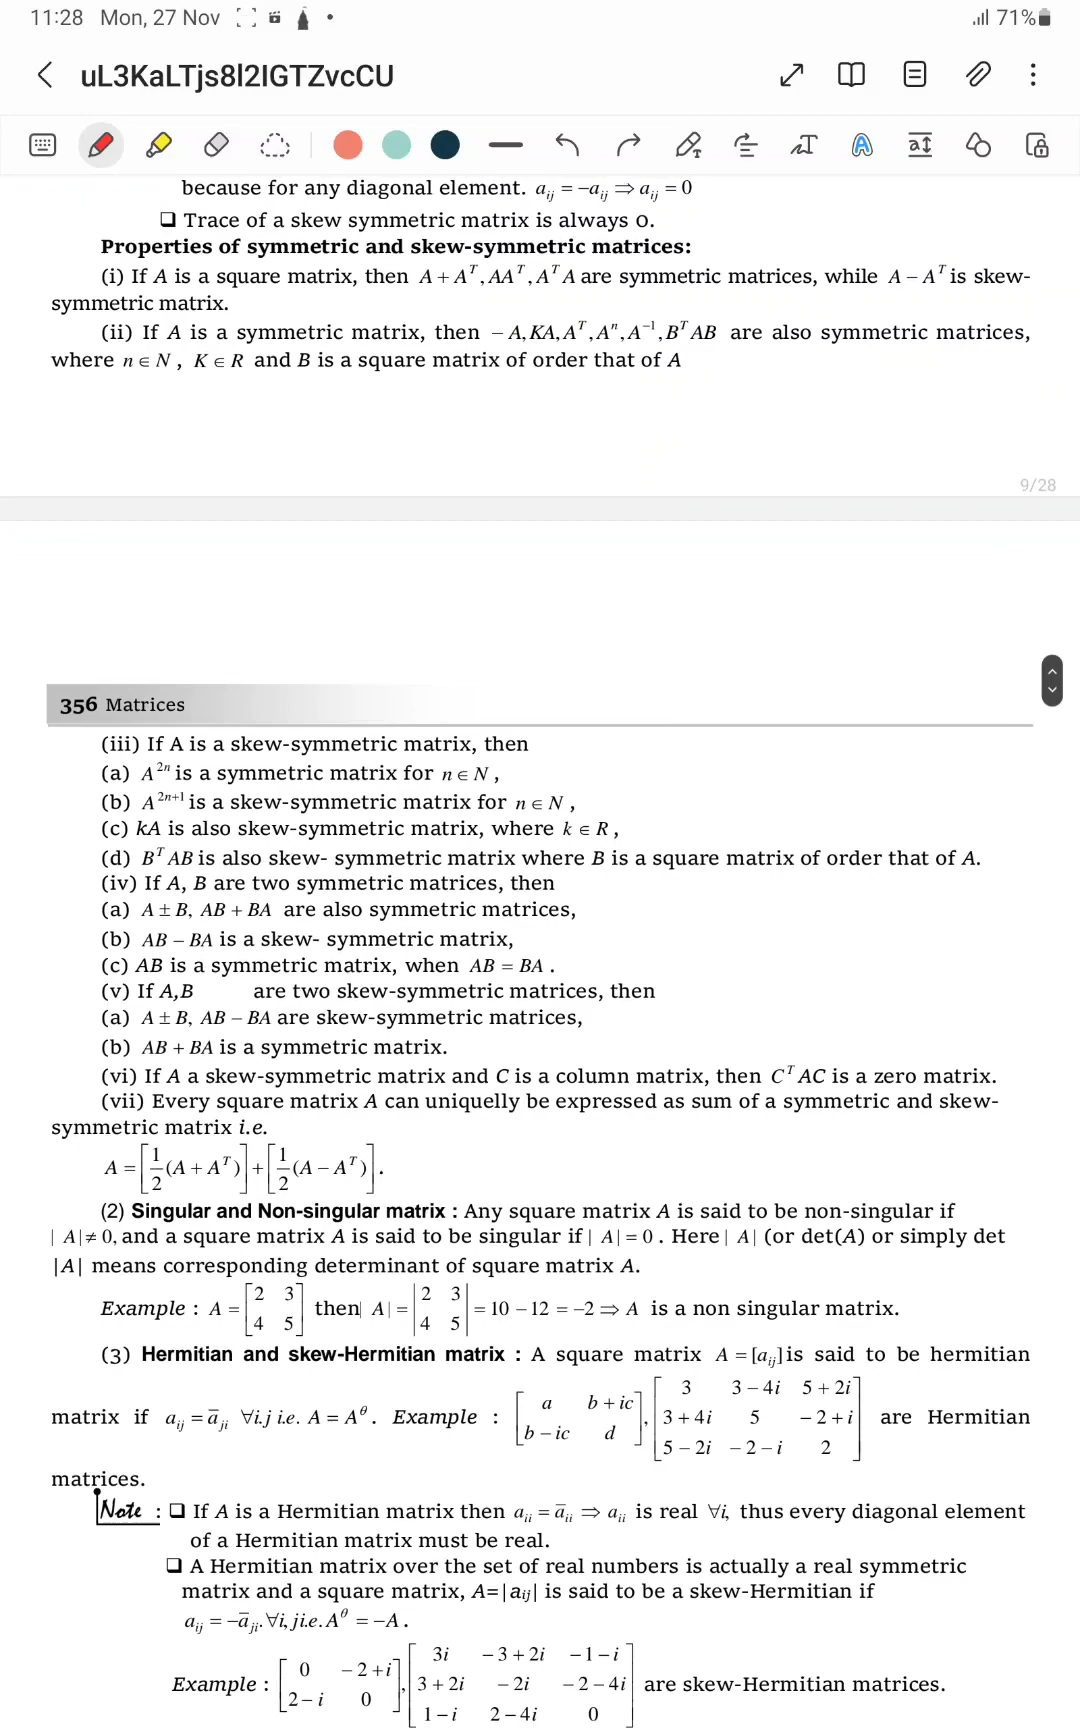 11:28 Mon, 27 Nov 71%
uL3KaLTjs8l2IGTZvcCU
because for any diagonal element. a_ij = −a_ij ⇒ a_ij = 0
❑ Trace of a skew symmetric matrix is always 0.
Properties of symmetric and skew-symmetric matrices:
(i) If A is a square matrix, then A + A^T, AA^T, A^T A are symmetric matrices, while A − A^T is skew-
symmetric matrix.
(ii) If A is a symmetric matrix, then − A, KA, A^T, A^n, A^−1, B^T AB are also symmetric matrices,
where n ∈ N , K ∈ R and B is a square matrix of order that of A
9/28
356 Matrices
(iii) If A is a skew-symmetric matrix, then
(a) A^2n is a symmetric matrix for n ∈ N ,
(b) A^2n+1 is a skew-symmetric matrix for n ∈ N ,
(c) kA is also skew-symmetric matrix, where k ∈ R ,
(d) B^T AB is also skew- symmetric matrix where B is a square matrix of order that of A.
(iv) If A, B are two symmetric matrices, then
(a) A ± B, AB + BA are also symmetric matrices,
(b) AB − BA is a skew- symmetric matrix,
(c) AB is a symmetric matrix, when AB = BA .
(v) If A,B are two skew-symmetric matrices, then
(a) A ± B, AB − BA are skew-symmetric matrices,
(b) AB + BA is a symmetric matrix.
(vi) If A a skew-symmetric matrix and C is a column matrix, then C^T AC is a zero matrix.
(vii) Every square matrix A can uniquelly be expressed as sum of a symmetric and skew-
symmetric matrix i.e.
A = [1/2 (A + A^T)] + [1/2 (A − A^T)].
(2) Singular and Non-singular matrix : Any square matrix A is said to be non-singular if
| A|≠ 0, and a square matrix A is said to be singular if | A| = 0 . Here | A| (or det(A) or simply det
|A| means corresponding determinant of square matrix A.
Example : A = [2 3; 4 5] then| A | = |2 3; 4 5| = 10 − 12 = −2 ⇒ A is a non singular matrix.
(3) Hermitian and skew-Hermitian matrix : A square matrix A = [a_ij] is said to be hermitian
matrix if a_ij = ā_ji ∀i.j i.e. A = A^θ . Example : [a b + ic; b − ic d], [3 3 − 4i 5 + 2i; 3 + 4i 5 − 2 + i; 5 − 2i − 2 − i 2] are Hermitian
matrices.
Note : ❑ If A is a Hermitian matrix then a_ii = ā_ii ⇒ a_ii is real ∀i, thus every diagonal element
of a Hermitian matrix must be real.
❑ A Hermitian matrix over the set of real numbers is actually a real symmetric
matrix and a square matrix, A=|a_ij| is said to be a skew-Hermitian if
a_ij = −ā_ji. ∀i, j i.e. A^θ = −A .
Example : [0 − 2 + i; 2 − i 0], [3i − 3 + 2i − 1 − i; 3 + 2i − 2i − 2 − 4i; 1 − i 2 − 4i 0] are skew-Hermitian matrices.